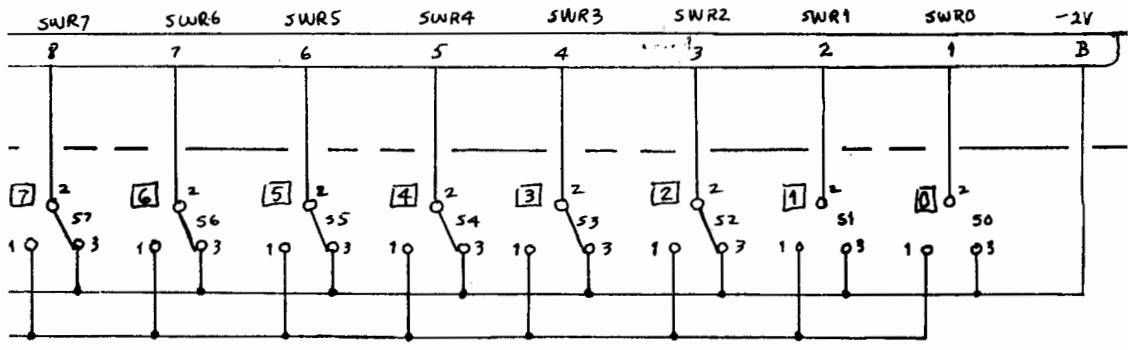 SWR7 SWR6 SWR5 SWR4 SWR3 SWR2 SWR1 SWR0 -2V
8 7 6 5 4 3 2 1 B
7 2 6 2 5 2 4 2 3 2 2 2 1 2 0 2
S7 S6 S5 S4 S3 S2 S1 S0
1 3 1 3 1 3 1 3 1 3 1 3 1 3 1 3